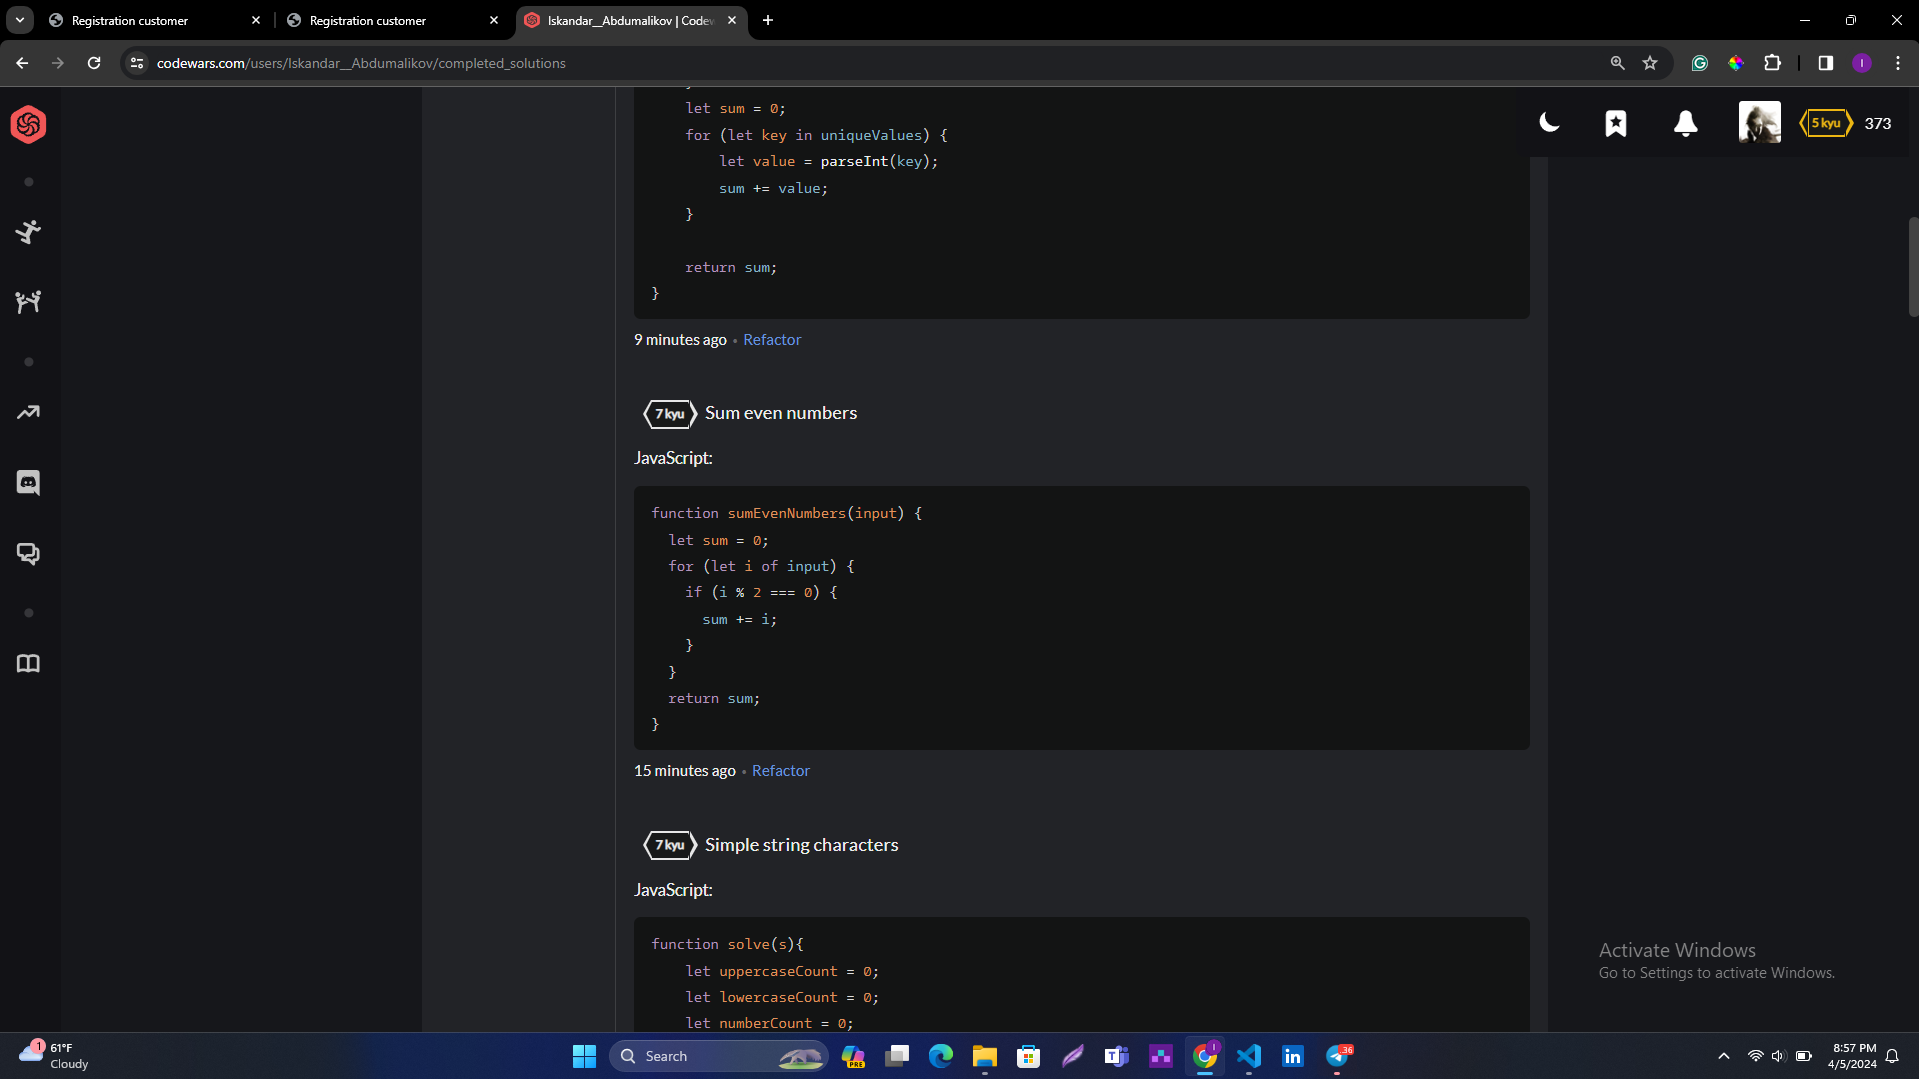 Registration customer
Registration customer
Iskandar__Abdumalikov | Codew
codewars.com/users/Iskandar__Abdumalikov/completed_solutions
I
5 kyu
373
let sum = 0;
for (let key in uniqueValues) {
let value = parseInt(key);
sum += value;
}
return sum;
}
9 minutes ago • Refactor
7 kyu Sum even numbers
JavaScript:
function sumEvenNumbers(input) {
let sum = 0;
for (let i of input) {
if (i % 2 === 0) {
sum += i;
}
}
return sum;
}
15 minutes ago • Refactor
7 kyu Simple string characters
JavaScript:
function solve(s){
let uppercaseCount = 0;
let lowercaseCount = 0;
let numberCount = 0;
Activate Windows
Go to Settings to activate Windows.
1
61°F
Cloudy
Search
PRE
I
36
8:57 PM
4/5/2024